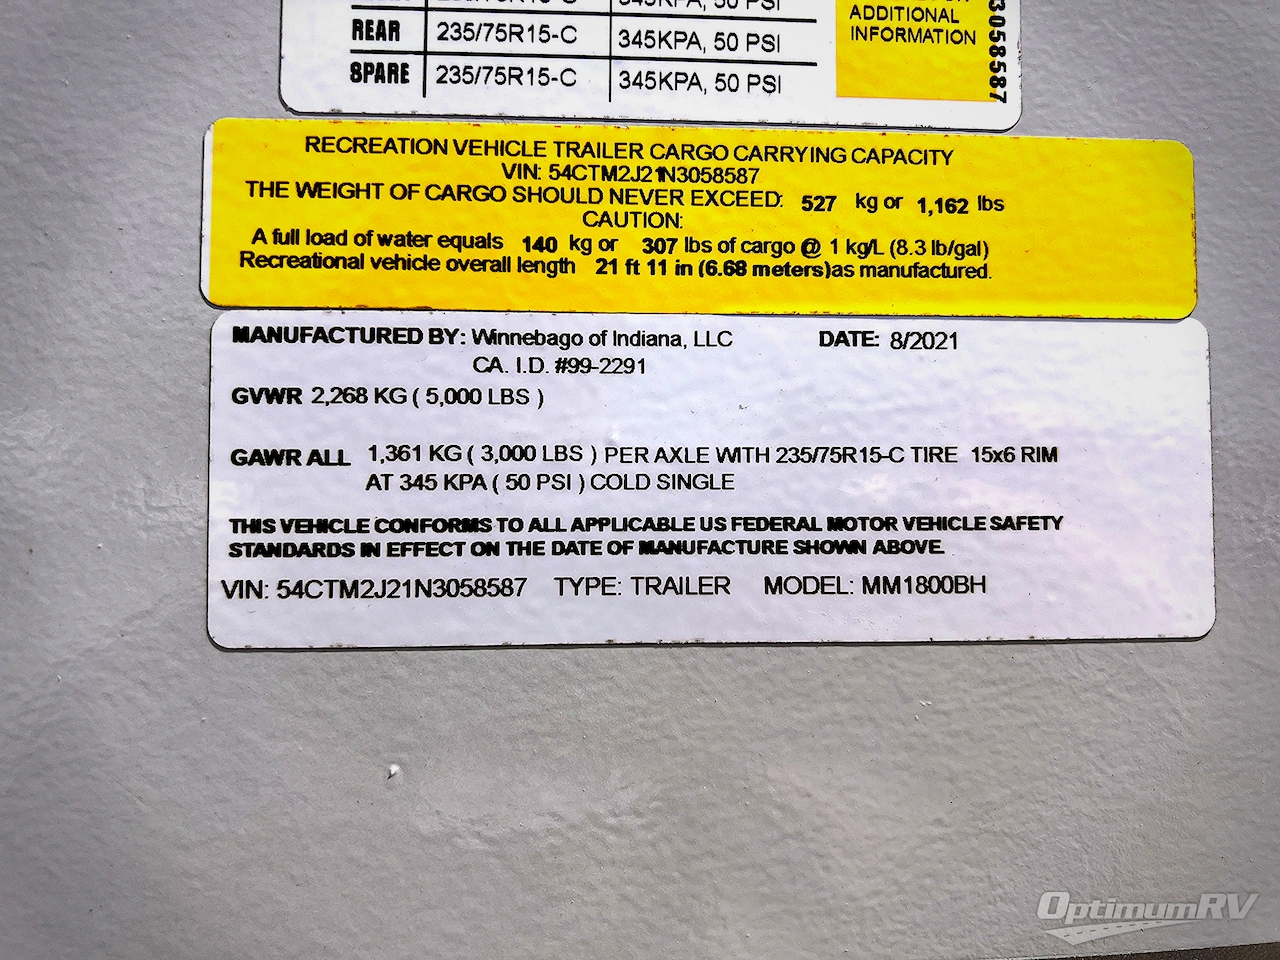 235/75R15-C 345KPA, 50 PSI
REAR 235/75R15-C 345KPA, 50 PSI
SPARE 235/75R15-C 345KPA, 50 PSI
ADDITIONAL
INFORMATION
3058587
RECREATION VEHICLE TRAILER CARGO CARRYING CAPACITY
VIN: 54CTM2J21N3058587
THE WEIGHT OF CARGO SHOULD NEVER EXCEED: 527 kg or 1,162 lbs
CAUTION:
A full load of water equals 140 kg or 307 lbs of cargo @ 1 kg/L (8.3 lb/gal)
Recreational vehicle overall length 21 ft 11 in (6.68 meters)as manufactured.
MANUFACTURED BY: Winnebago of Indiana, LLC DATE: 8/2021
CA. I.D. #99-2291
GVWR 2,268 KG ( 5,000 LBS )
GAWR ALL 1,361 KG ( 3,000 LBS ) PER AXLE WITH 235/75R15-C TIRE 15x6 RIM
AT 345 KPA ( 50 PSI ) COLD SINGLE
THIS VEHICLE CONFORMS TO ALL APPLICABLE US FEDERAL MOTOR VEHICLE SAFETY
STANDARDS IN EFFECT ON THE DATE OF MANUFACTURE SHOWN ABOVE.
VIN: 54CTM2J21N3058587 TYPE: TRAILER MODEL: MM1800BH
OptimumRV